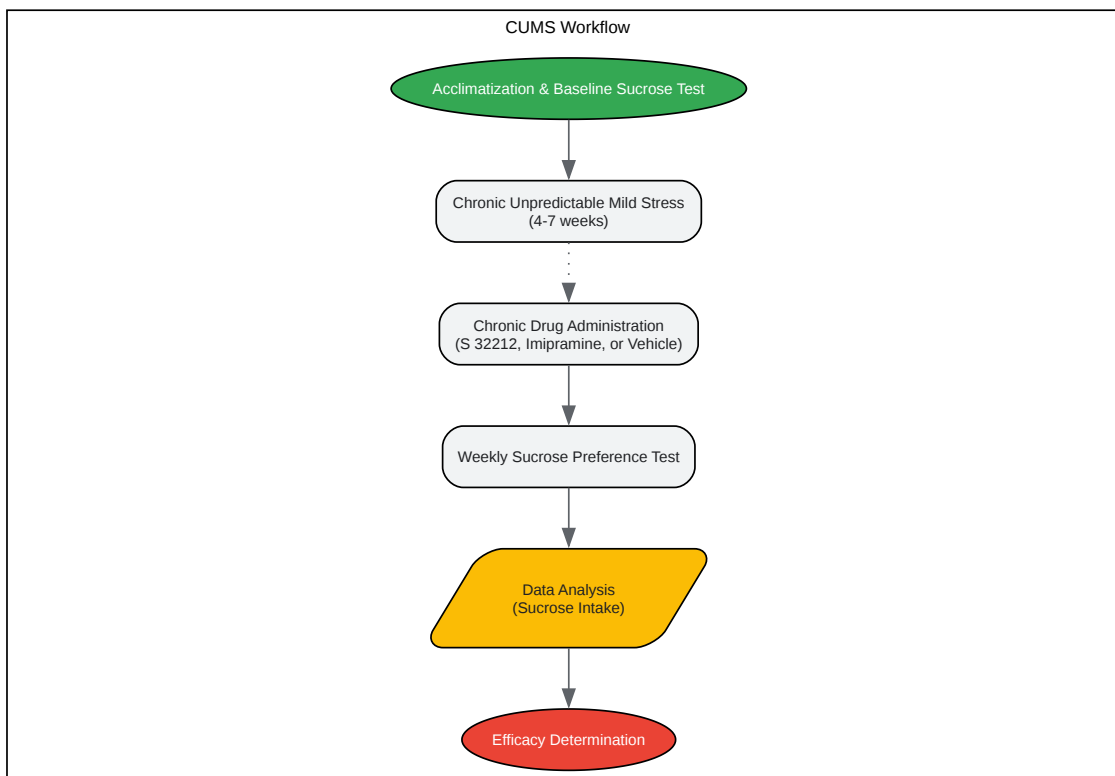 CUMS Workflow
Acclimatization & Baseline Sucrose Test
Chronic Unpredictable Mild Stress
(4-7 weeks)
Chronic Drug Administration
(S 32212, Imipramine, or Vehicle)
Weekly Sucrose Preference Test
Data Analysis
(Sucrose Intake)
Efficacy Determination